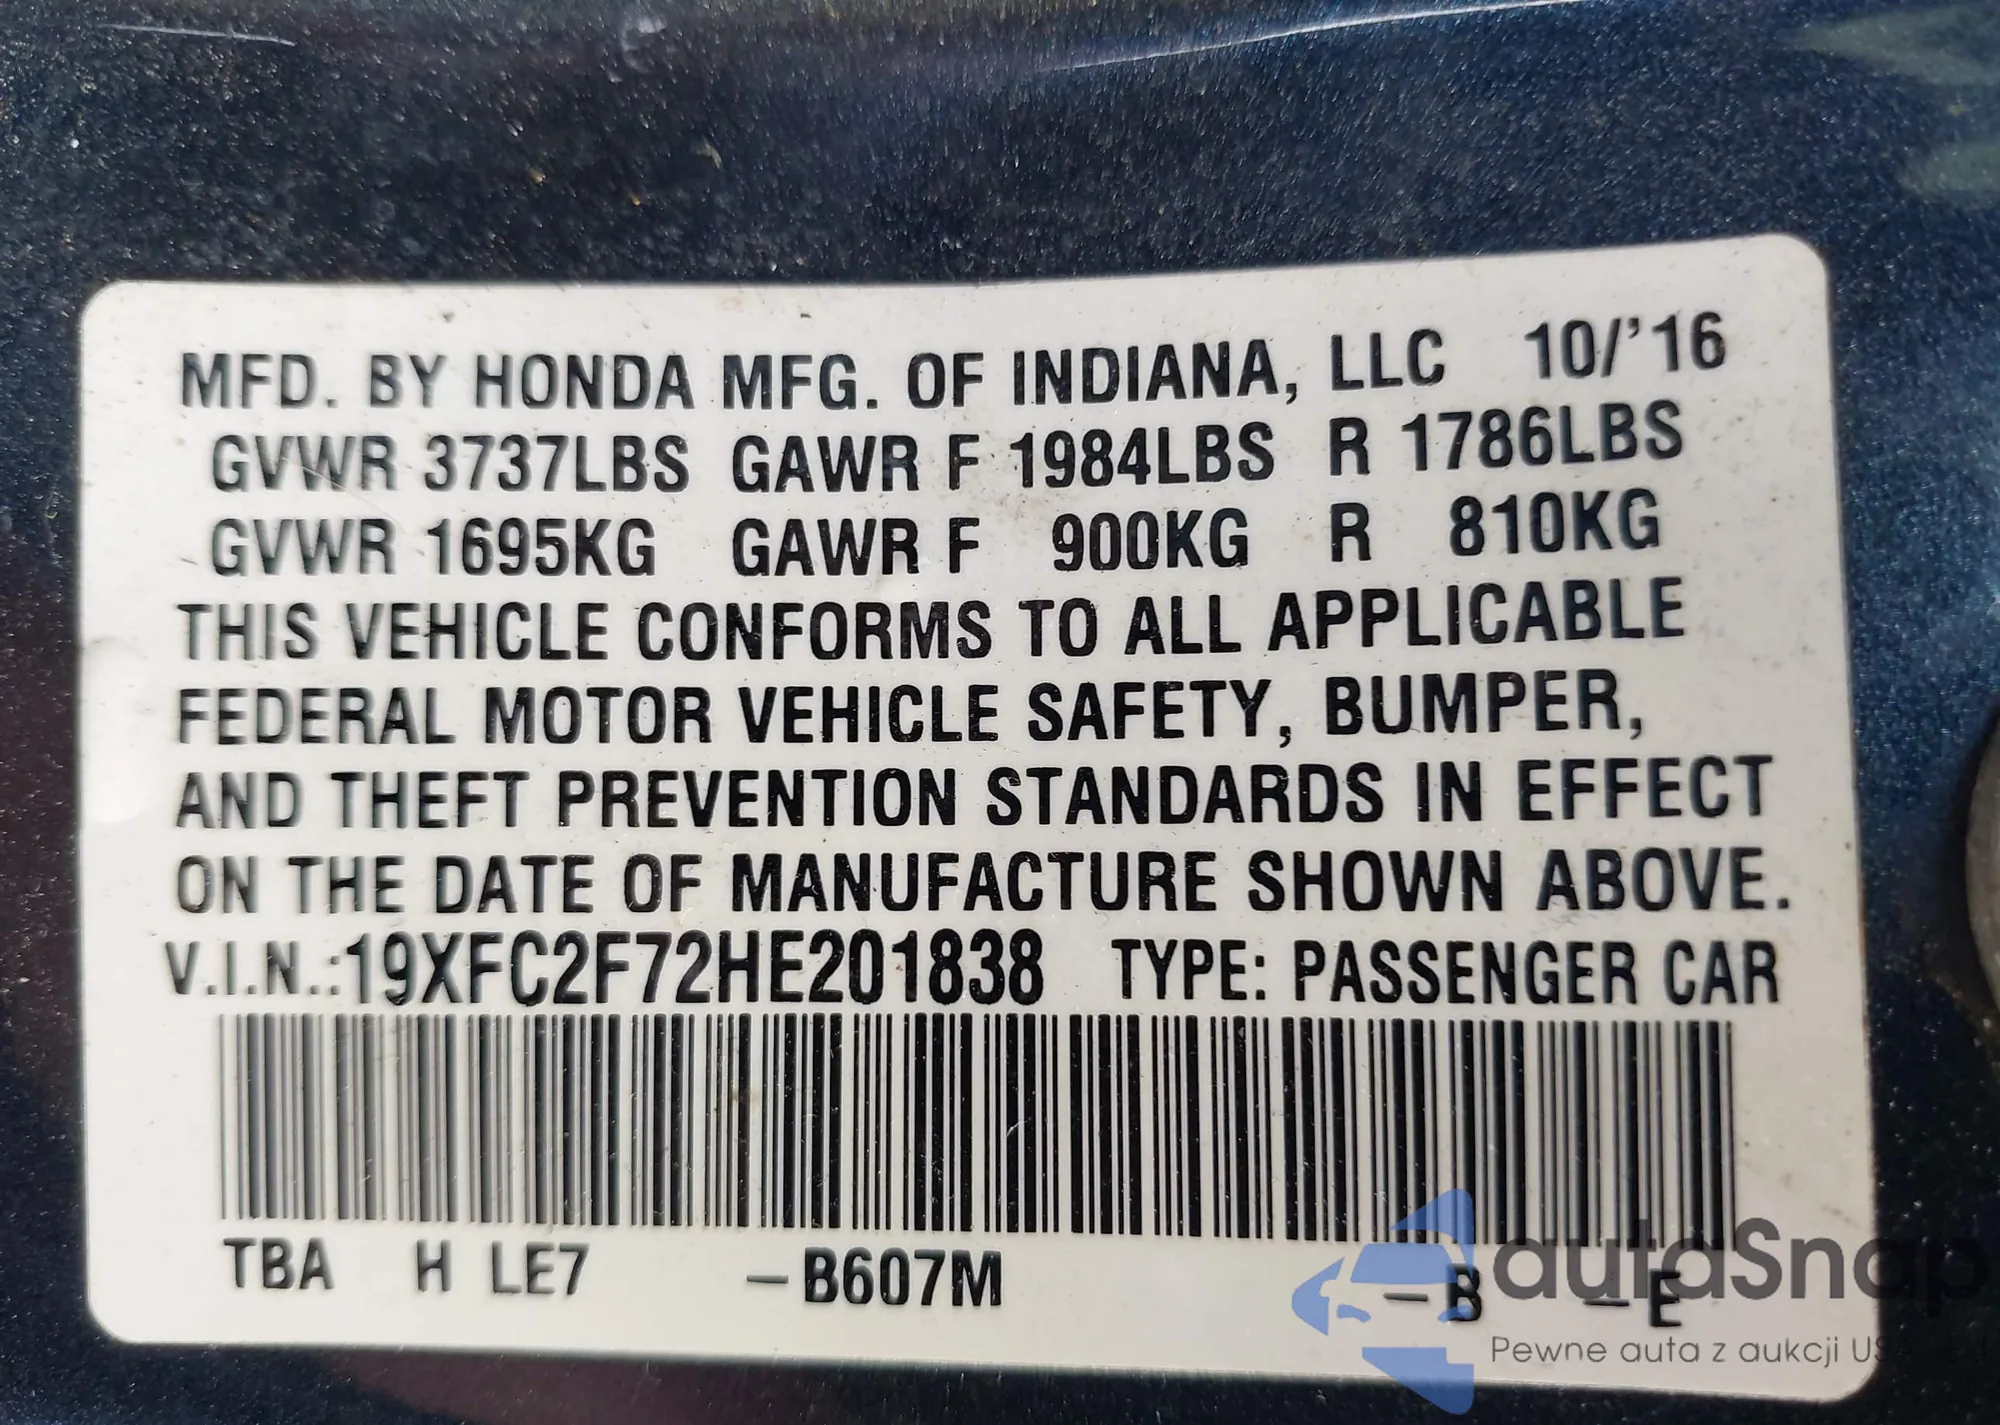 MFD. BY HONDA MFG. OF INDIANA, LLC 10/'16
GVWR 3737LBS GAWR F 1984LBS R 1786LBS
GVWR 1695KG GAWR F 900KG R 810KG
THIS VEHICLE CONFORMS TO ALL APPLICABLE
FEDERAL MOTOR VEHICLE SAFETY, BUMPER,
AND THEFT PREVENTION STANDARDS IN EFFECT
ON THE DATE OF MANUFACTURE SHOWN ABOVE.
V.I.N.:19XFC2F72HE201838 TYPE: PASSENGER CAR
TBA H LE7 –B607M –B –E
autaSnap
Pewne auta z aukcji